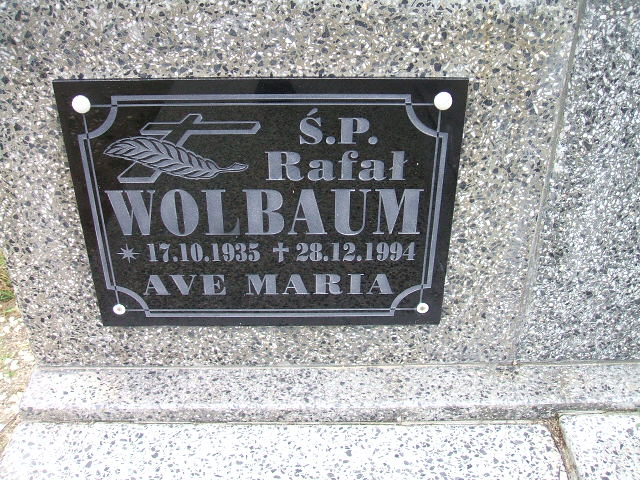 Ś.P.
Rafał
WOLBAUM
* 17.10.1935 † 28.12.1994
AVE MARIA